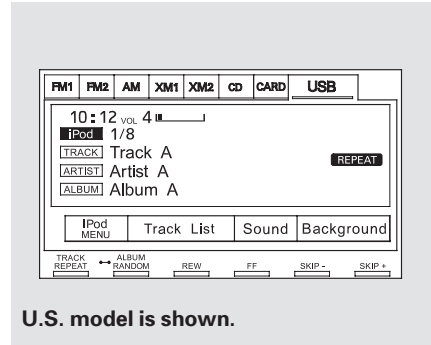 FM1 FM2 AM XM1 XM2 CD CARD USB
10:12 VOL 4
iPod 1/8
TRACK Track A
REPEAT
ARTIST Artist A
ALBUM Album A
IPod MENU Track List Sound Background
TRACK REPEAT ALBUM RANDOM REW FF SKIP - SKIP +
U.S. model is shown.